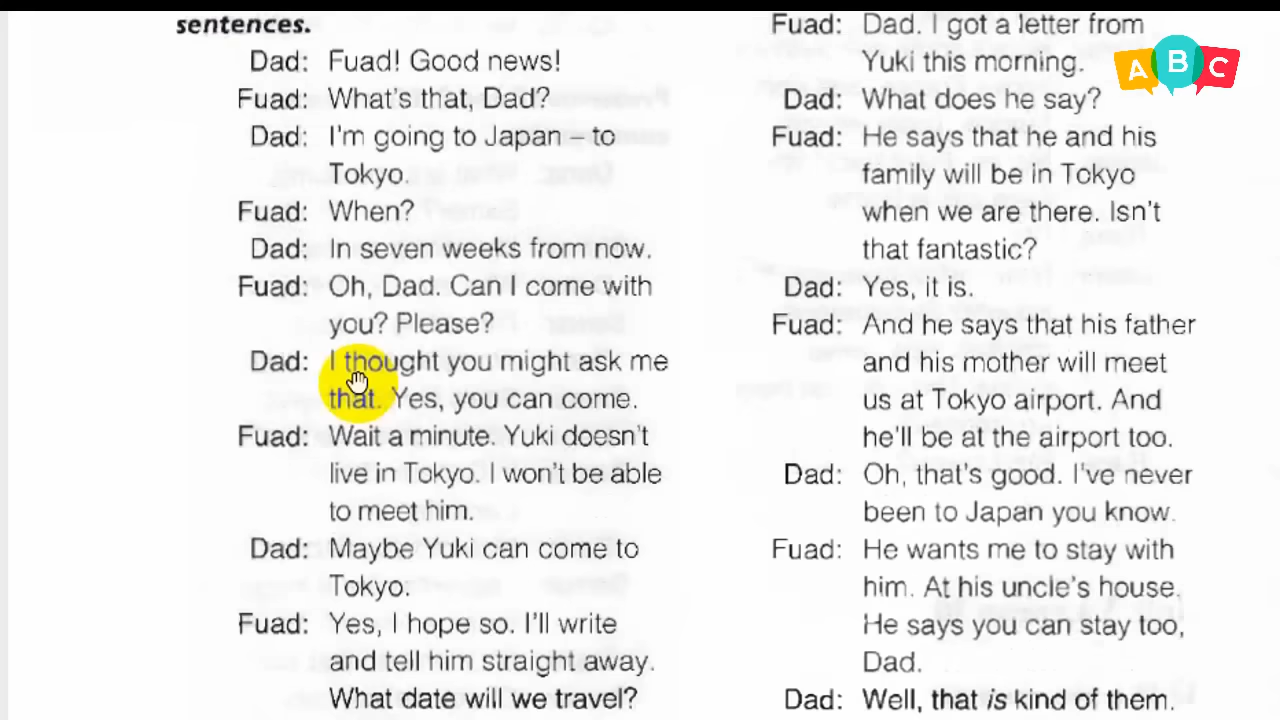 sentences.
Dad: Fuad! Good news!
Fuad: What's that, Dad?
Dad: I'm going to Japan – to
Tokyo.
Fuad: When?
Dad: In seven weeks from now.
Fuad: Oh, Dad. Can I come with
you? Please?
Dad: I thought you might ask me
that. Yes, you can come.
Fuad: Wait a minute. Yuki doesn't
live in Tokyo. I won't be able
to meet him.
Dad: Maybe Yuki can come to
Tokyo.
Fuad: Yes, I hope so. I'll write
and tell him straight away.
What date will we travel?
Fuad: Dad. I got a letter from
Yuki this morning.
Dad: What does he say?
Fuad: He says that he and his
family will be in Tokyo
when we are there. Isn't
that fantastic?
Dad: Yes, it is.
Fuad: And he says that his father
and his mother will meet
us at Tokyo airport. And
he'll be at the airport too.
Dad: Oh, that's good. I've never
been to Japan you know.
Fuad: He wants me to stay with
him. At his uncle's house.
He says you can stay too,
Dad.
Dad: Well, that is kind of them.
A B C